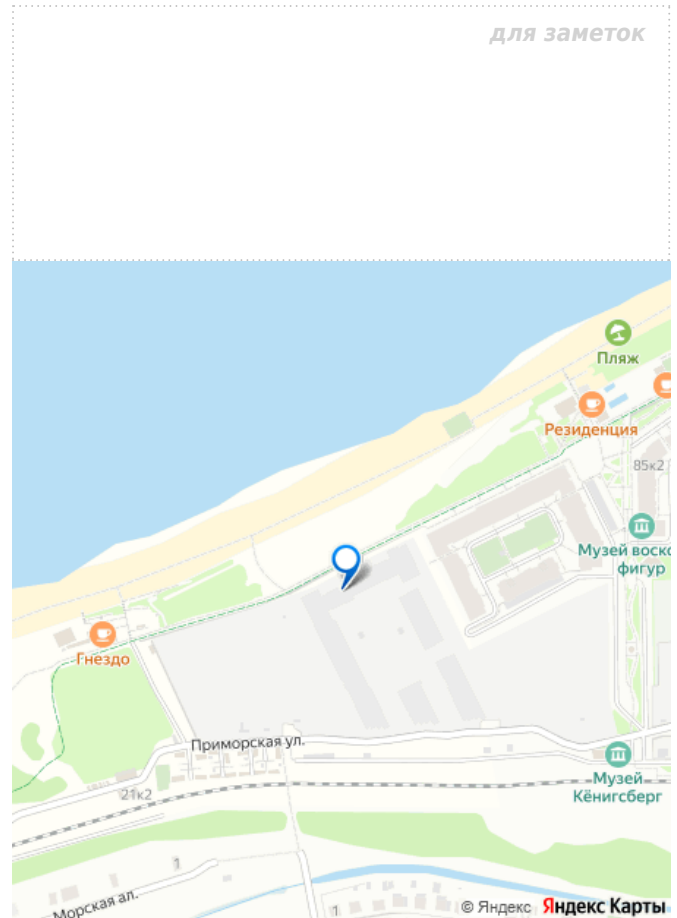 для заметок
Пляж
Резиденция
85к2
Музей воско
фигур
Гнездо
Приморская ул.
21к2
Музей
Кёнигсберг
1
Морская ал.
1
1
© Яндекс Яндекс Карты